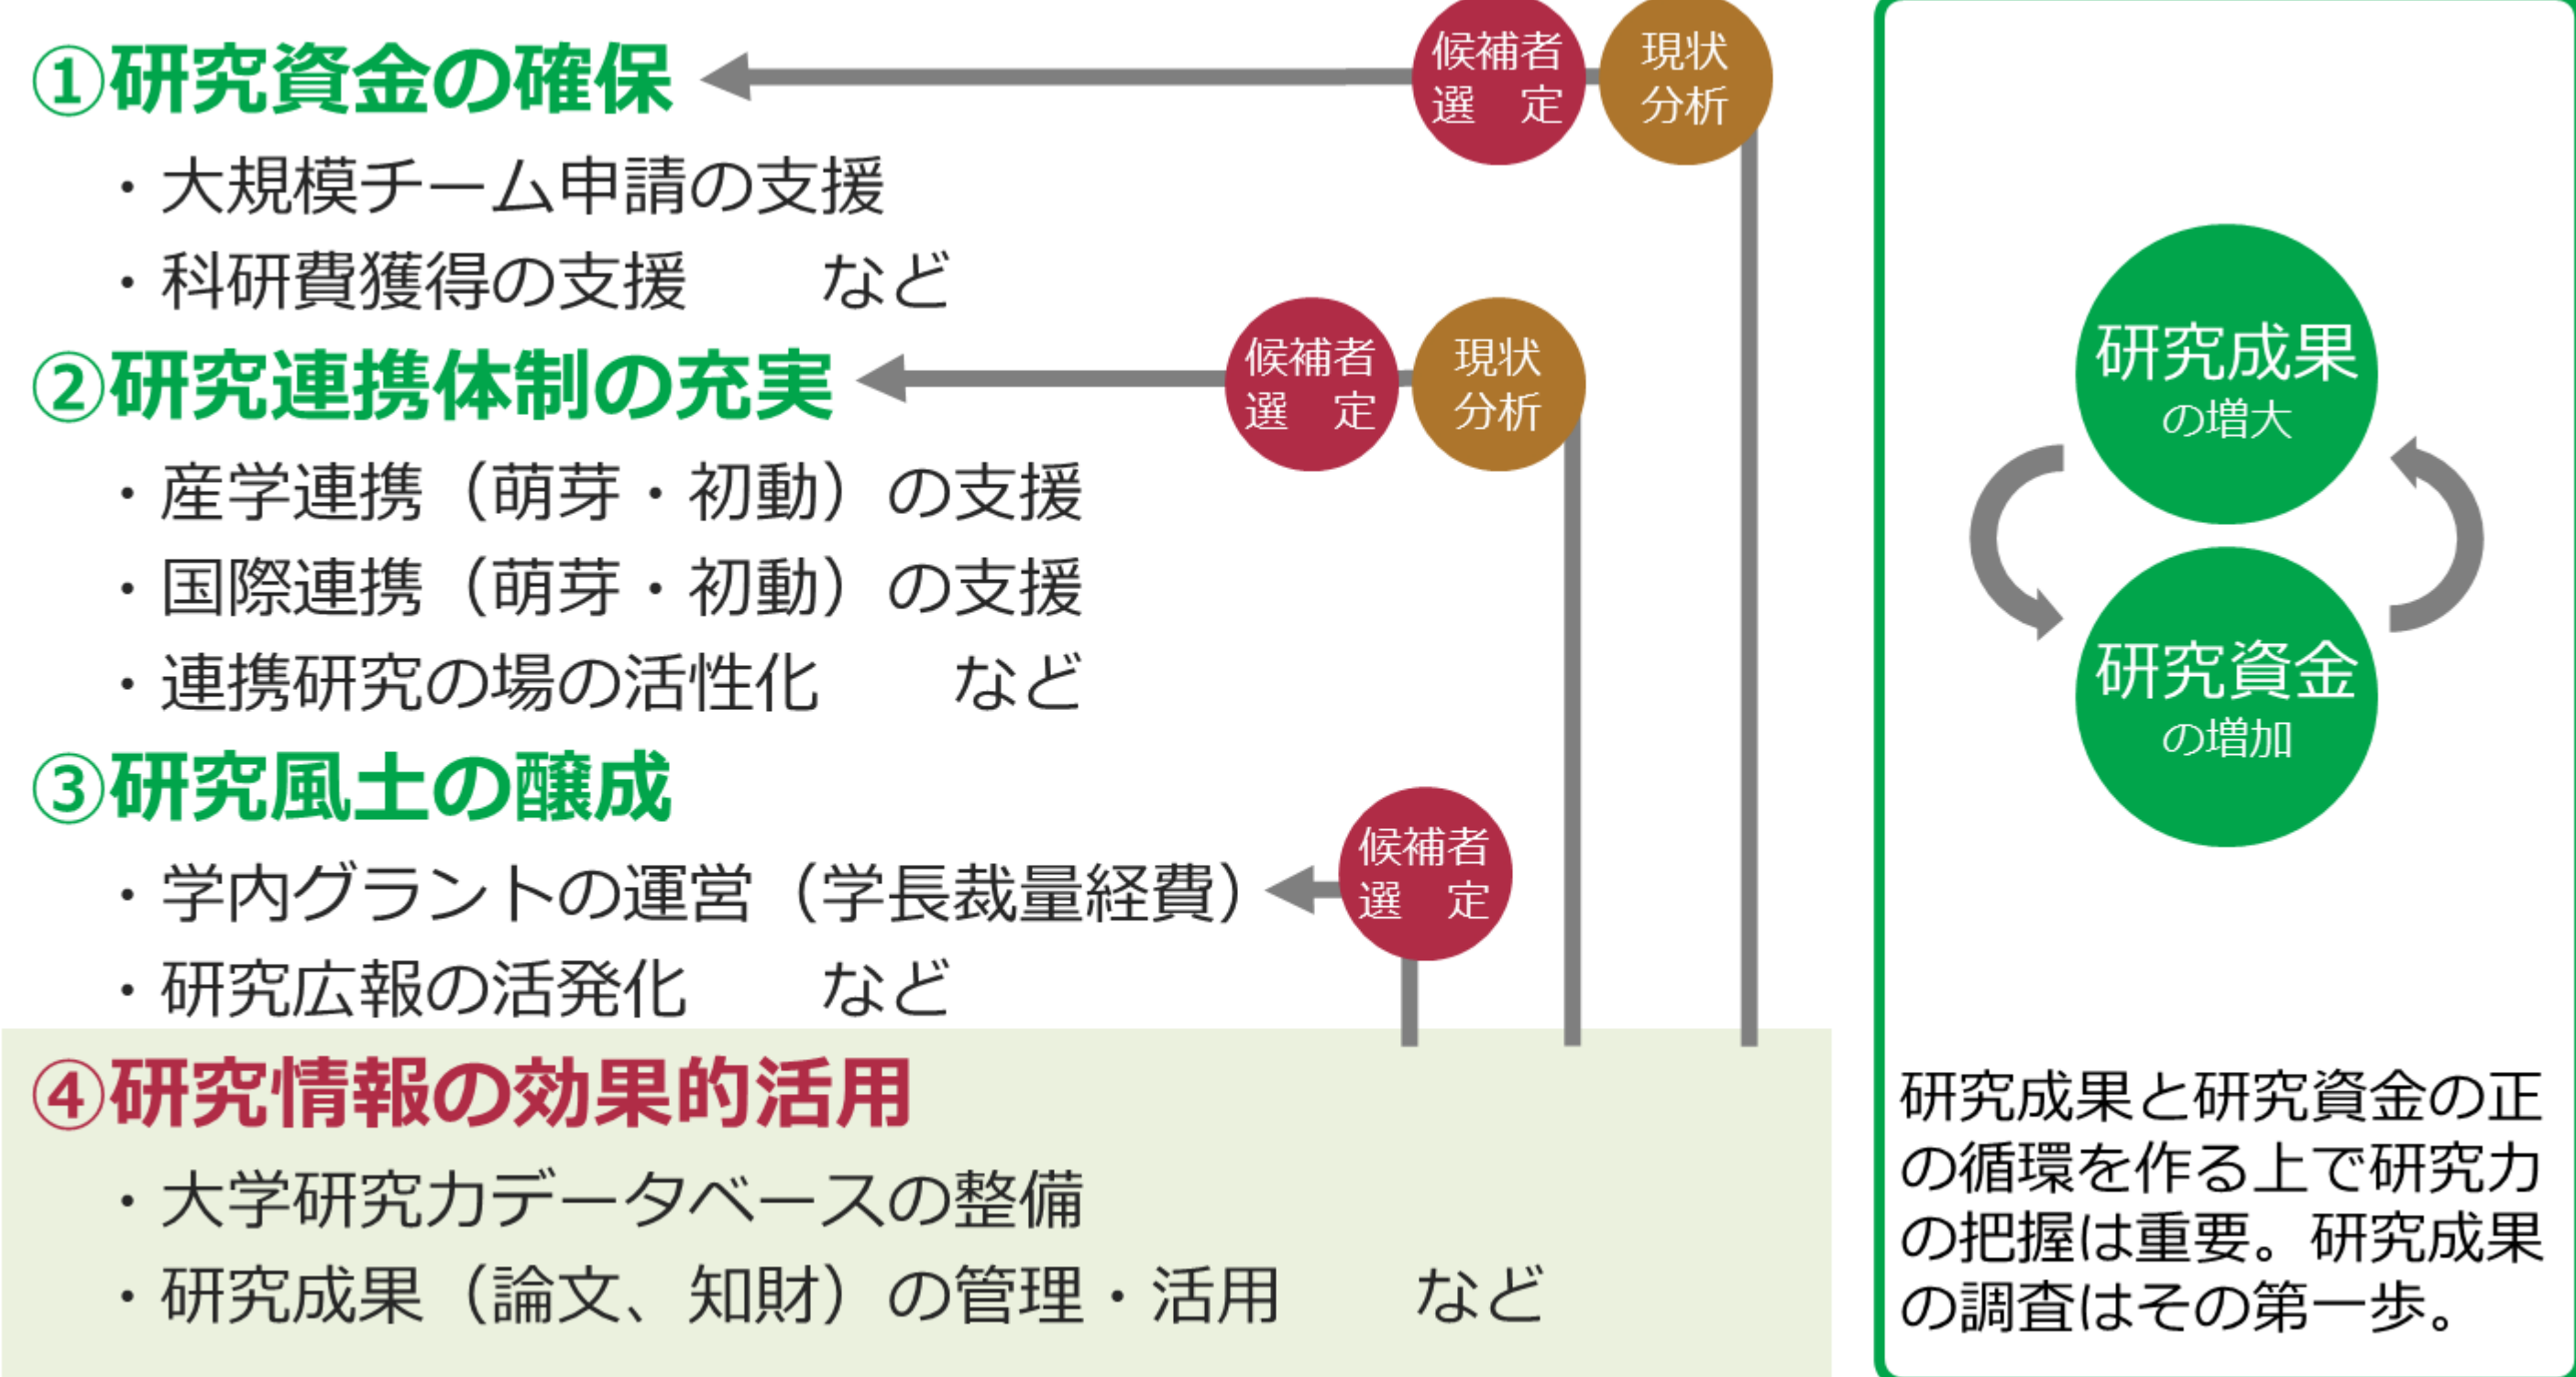 ①研究資金の確保
候補者
選　定
現状
分析
・大規模チーム申請の支援
・科研費獲得の支援　　など
②研究連携体制の充実
候補者
選　定
現状
分析
・産学連携（萌芽・初動）の支援
・国際連携（萌芽・初動）の支援
・連携研究の場の活性化　　など
③研究風土の醸成
・学内グラントの運営（学長裁量経費）
候補者
選　定
・研究広報の活発化　　など
④研究情報の効果的活用
・大学研究力データベースの整備
・研究成果（論文、知財）の管理・活用　　など
研究成果
の増大
研究資金
の増加
研究成果と研究資金の正
の循環を作る上で研究力
の把握は重要。研究成果
の調査はその第一歩。